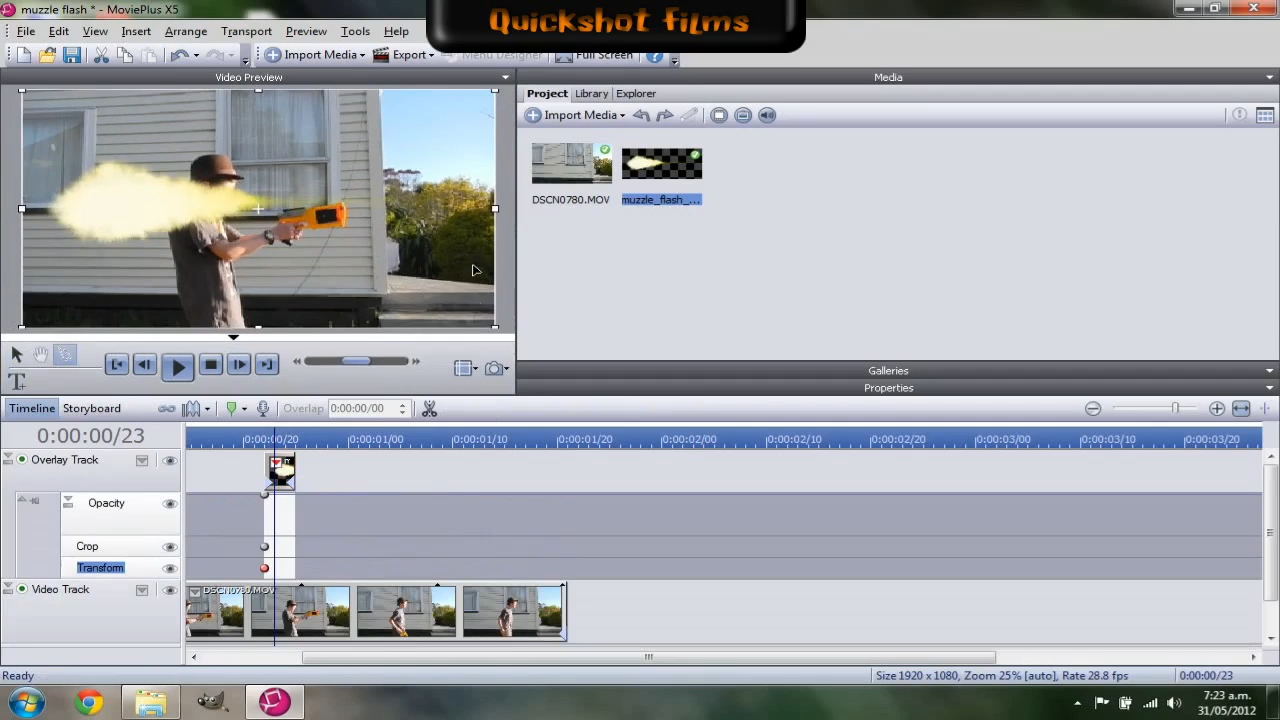 muzzle flash * - MoviePlus X5
Quickshot films
File Edit View Insert Arrange Transport Preview Tools Help
Import Media Export Menu Designer Full Screen
Video Preview
Media
Project Library Explorer
Import Media
DSCN0780.MOV muzzle_flash_...
Galleries
Properties
Timeline Storyboard Overlap 0:00:00/00
0:00:00/23 0:00:00/20 0:00:01/00 0:00:01/10 0:00:01/20 0:00:02/00 0:00:02/10 0:00:02/20 0:00:03/00 0:00:03/10 0:00:03/20
Overlay Track
Opacity
Crop
Transform
Video Track DSCN0780.MOV
Ready Size 1920 x 1080, Zoom 25% [auto], Rate 28.8 fps 0:00:00/23
7:23 a.m.
31/05/2012